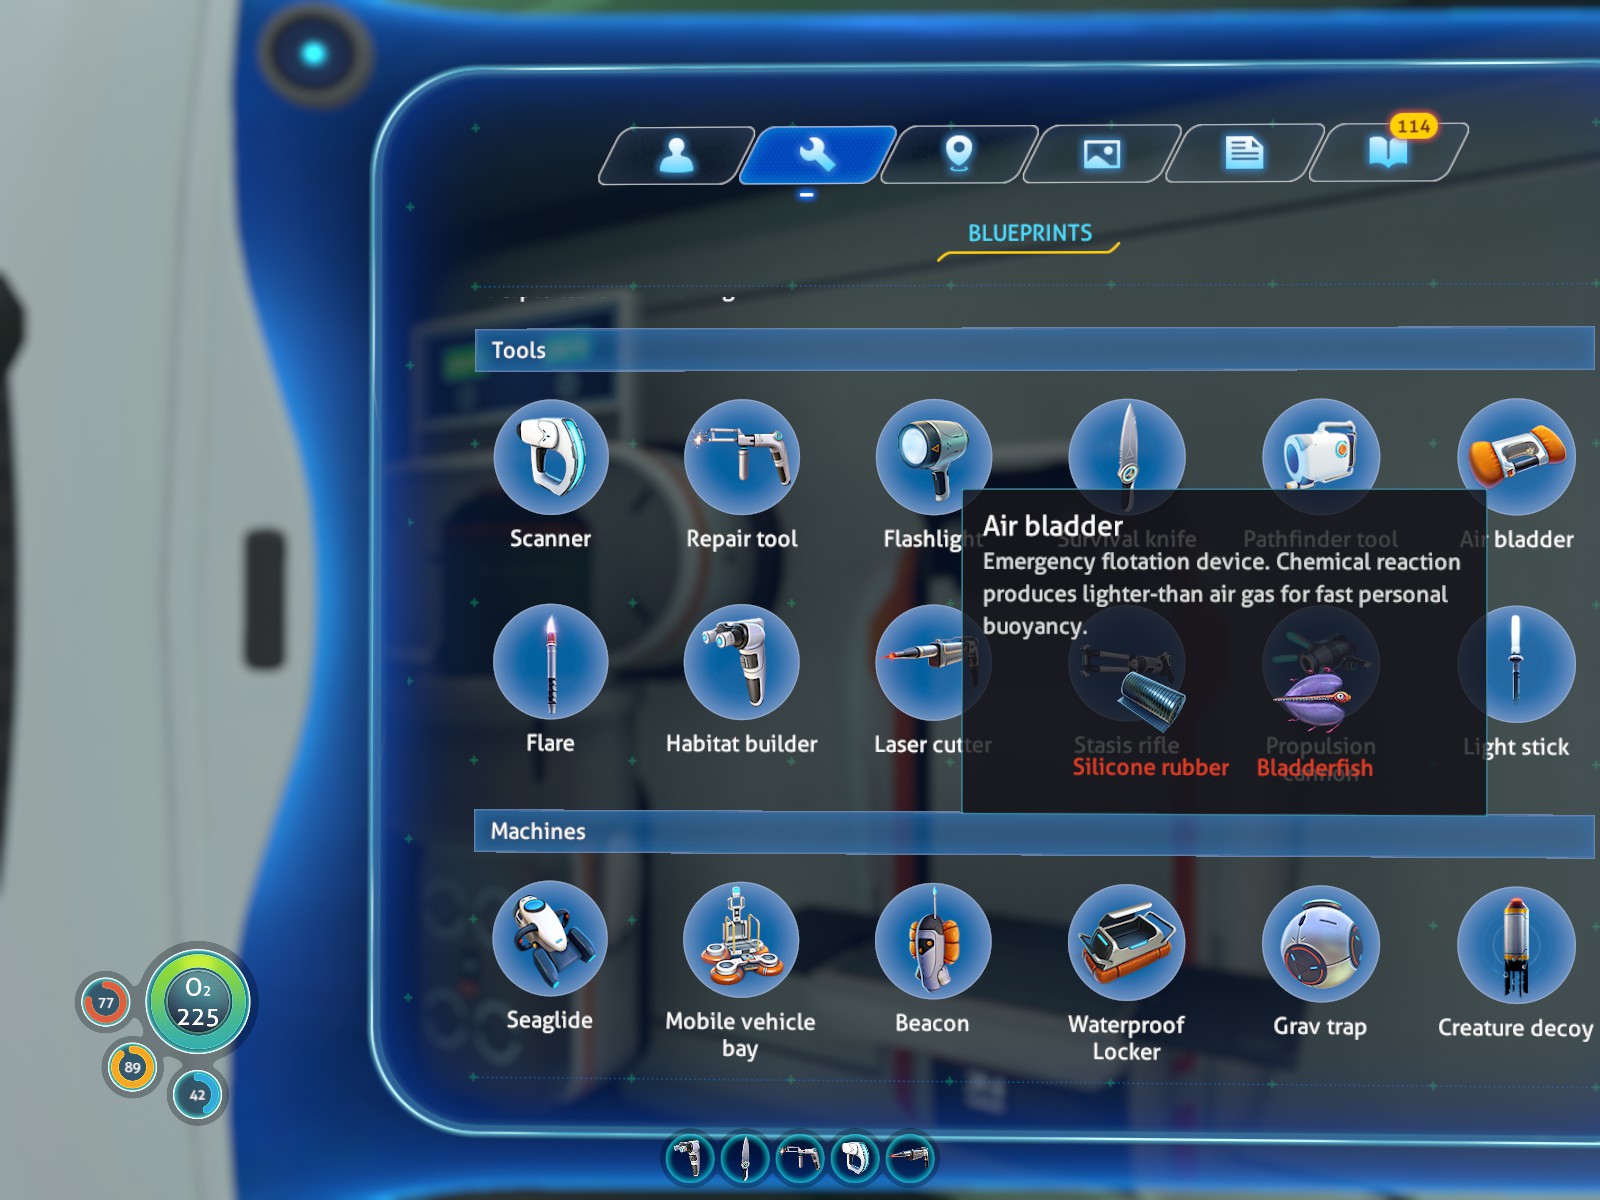 114
BLUEPRINTS
Tools
Scanner
Repair tool
Flashlight
Survival knife
Pathfinder tool
Air bladder
Air bladder
Emergency flotation device. Chemical reaction
produces lighter-than air gas for fast personal
buoyancy.
Silicone rubber
Bladderfish
Flare
Habitat builder
Laser cutter
Stasis rifle
Propulsion
cannon
Light stick
Machines
Seaglide
Mobile vehicle
bay
Beacon
Waterproof
Locker
Grav trap
Creature decoy
77
O₂
225
89
42